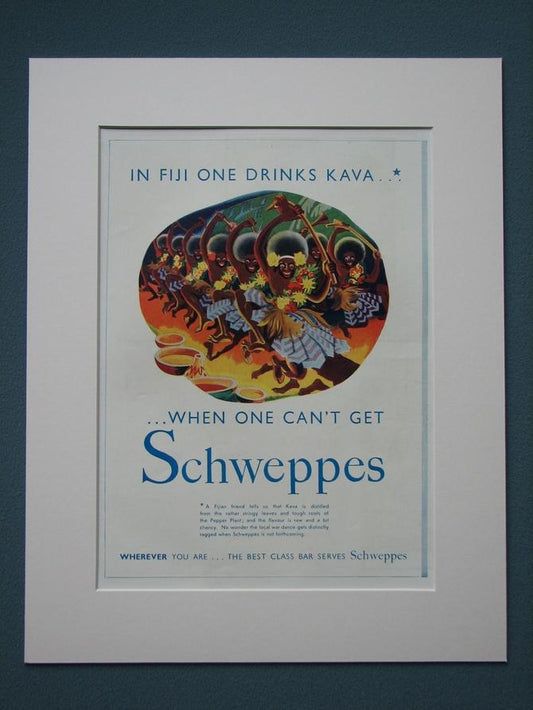 IN FIJI ONE DRINKS KAVA...*
...WHEN ONE CAN'T GET
Schweppes
* A Fijian friend tells us that Kava is distilled
from the rather stringy leaves and tough roots of
the Pepper Plant; and the flavour is raw and a bit
chancy. No wonder the local war dance gets distinctly
ragged when Schweppes is not forthcoming.
WHEREVER YOU ARE ... THE BEST CLASS BAR SERVES Schweppes